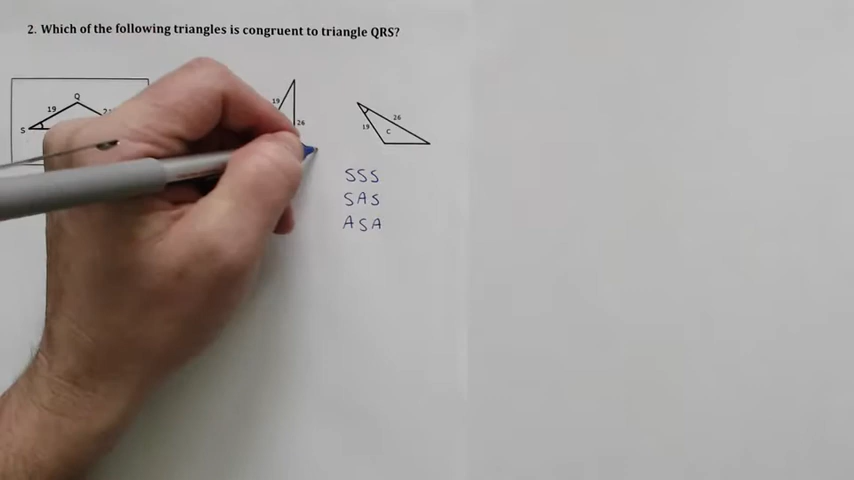 2. Which of the following triangles is congruent to triangle QRS?
Q
19
S
19
26
26
19
C
SSS
SAS
ASA